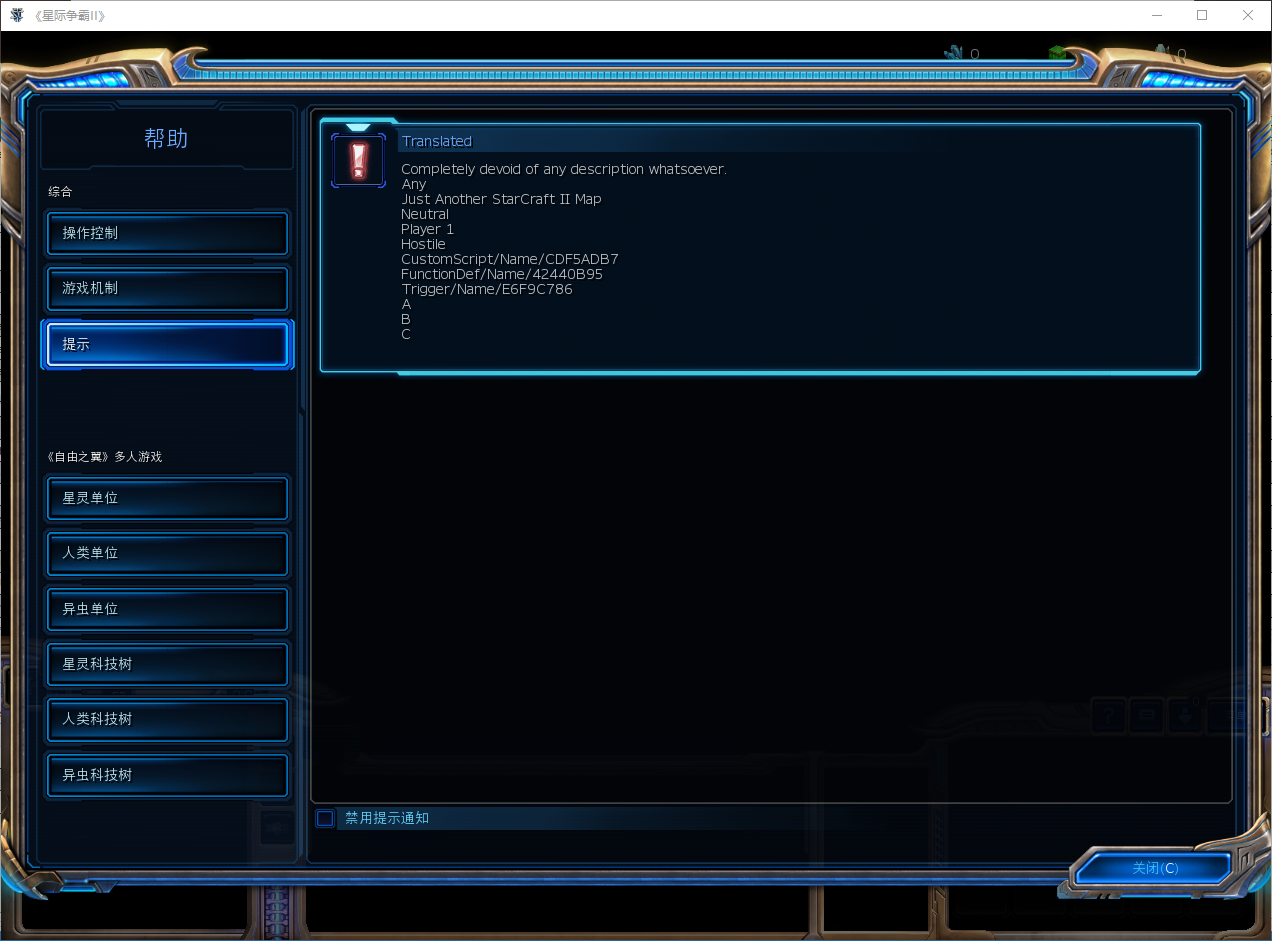 《星际争霸II》
0
0
帮助
综合
操作控制
游戏机制
提示
《自由之翼》多人游戏
星灵单位
人类单位
异虫单位
星灵科技树
人类科技树
异虫科技树
Translated
Completely devoid of any description whatsoever.
Any
Just Another StarCraft II Map
Neutral
Player 1
Hostile
CustomScript/Name/CDF5ADB7
FunctionDef/Name/42440B95
Trigger/Name/E6F9C786
A
B
C
禁用提示通知
关闭(C)